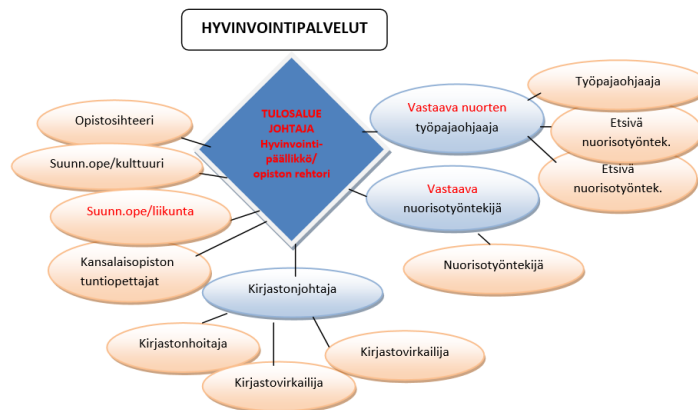 HYVINVOINTIPALVELUT
TULOSALUE
JOHTAJA
Hyvinvointi-
päällikkö/
opiston rehtori
Opistosihteeri
Suunn.ope/kulttuuri
Suunn.ope/liikunta
Kansalaisopiston
tuntiopettajat
Vastaava nuorten
työpajaohjaaja
Työpajaohjaaja
Etsivä
nuorisotyöntek.
Etsivä
nuorisotyöntek.
Vastaava
nuorisotyöntekijä
Nuorisotyöntekijä
Kirjastonjohtaja
Kirjastonhoitaja
Kirjastovirkailija
Kirjastovirkailija